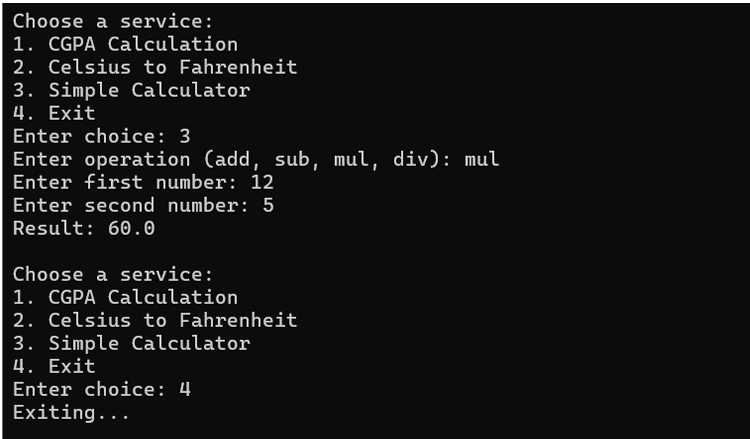 Choose a service:
1. CGPA Calculation
2. Celsius to Fahrenheit
3. Simple Calculator
4. Exit
Enter choice: 3
Enter operation (add, sub, mul, div): mul
Enter first number: 12
Enter second number: 5
Result: 60.0
Choose a service:
1. CGPA Calculation
2. Celsius to Fahrenheit
3. Simple Calculator
4. Exit
Enter choice: 4
Exiting...